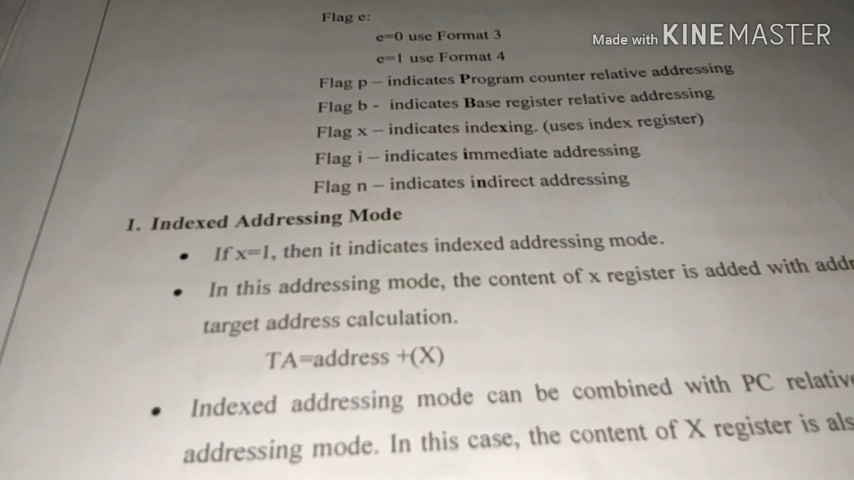 Flag e:
e=0 use Format 3
Made with KINEMASTER
e=1 use Format 4
Flag p – indicates Program counter relative addressing
Flag b - indicates Base register relative addressing
Flag x – indicates indexing. (uses index register)
Flag i – indicates immediate addressing
Flag n – indicates indirect addressing
1. Indexed Addressing Mode
• If x=1, then it indicates indexed addressing mode.
• In this addressing mode, the content of x register is added with addr
target address calculation.
TA=address +(X)
• Indexed addressing mode can be combined with PC relative
addressing mode. In this case, the content of X register is als